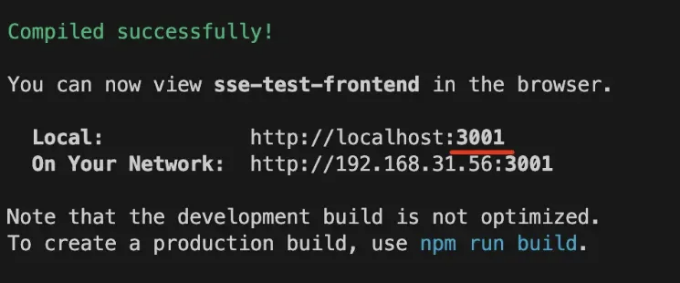 Compiled successfully!
You can now view sse-test-frontend in the browser.
Local: http://localhost:3001
On Your Network: http://192.168.31.56:3001
Note that the development build is not optimized.
To create a production build, use npm run build.